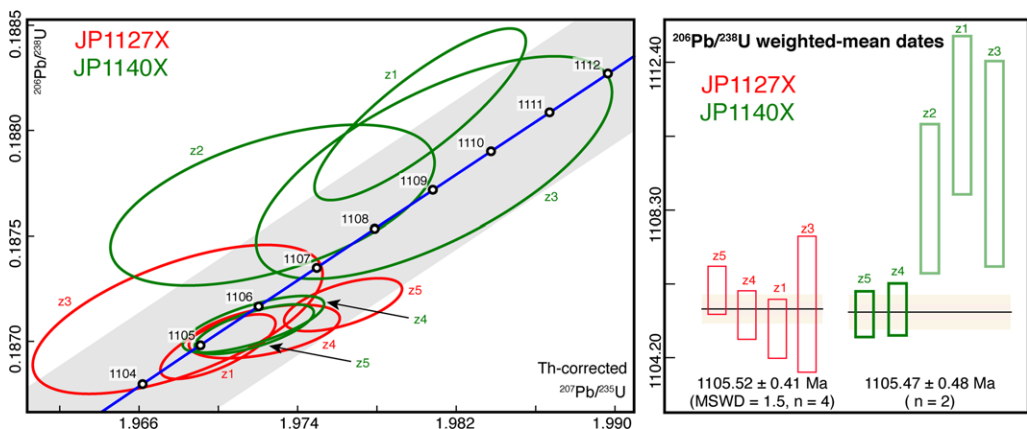 0.1885
0.1880
0.1875
0.1870
²⁰⁶Pb/²³⁸U
JP1127X
JP1140X
z1
z2
z3
z3
z5
z4
z4
z5
z1
1112
1111
1110
1109
1108
1107
1106
1105
1104
Th-corrected
²⁰⁷Pb/²³⁵U
1.966
1.974
1.982
1.990
²⁰⁶Pb/²³⁸U weighted-mean dates
JP1127X
JP1140X
1112.40
1108.30
1104.20
z5
z4
z1
z3
z5
z4
z2
z1
z3
1105.52 ± 0.41 Ma
(MSWD = 1.5, n = 4)
1105.47 ± 0.48 Ma
( n = 2)